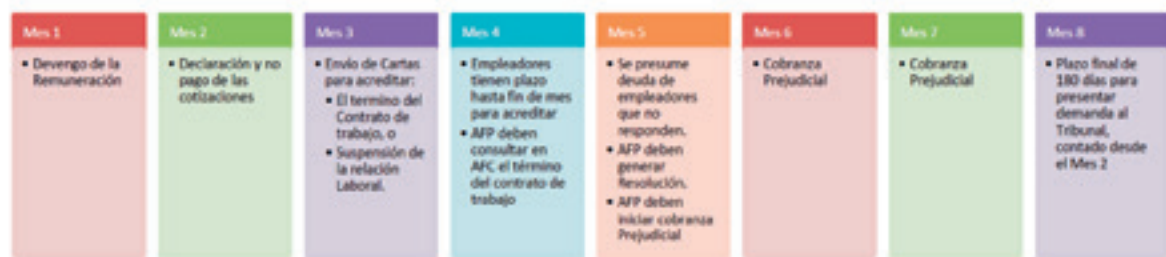 Mes 1
• Devengo de la
Remuneración
Mes 2
• Declaración y no
pago de las
cotizaciones
Mes 3
• Envío de Cartas
para acreditar:
• El termino del
Contrato de
trabajo, o
• Suspensión de
la relación
Laboral.
Mes 4
• Empleadores
tienen plazo
hasta fin de mes
para acreditar
• AFP deben
consultar en
AFC el término
del contrato de
trabajo
Mes 5
• Se presume
deuda de
empleadores
que no
responden.
• AFP deben
generar
Resolución.
• AFP deben
iniciar cobranza
Prejudicial
Mes 6
• Cobranza
Prejudicial
Mes 7
• Cobranza
Prejudicial
Mes 8
• Plazo final de
180 días para
presentar
demanda al
Tribunal,
contado desde
el Mes 2